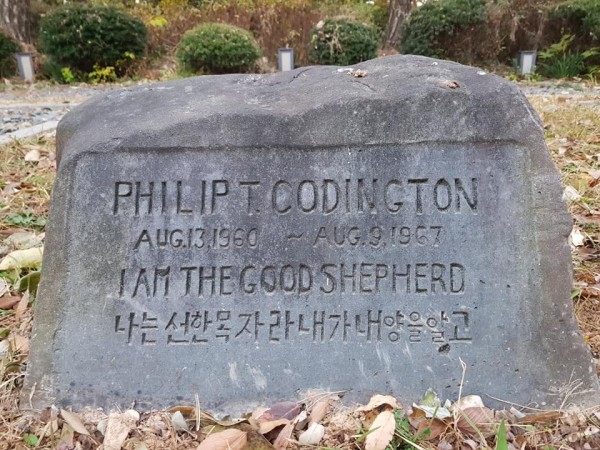 PHILIP T. CODINGTON
AUG.13,1960 ~ AUG.9,1967
I AM THE GOOD SHEPHERD
나는 선한목자라 내가 내양을알고